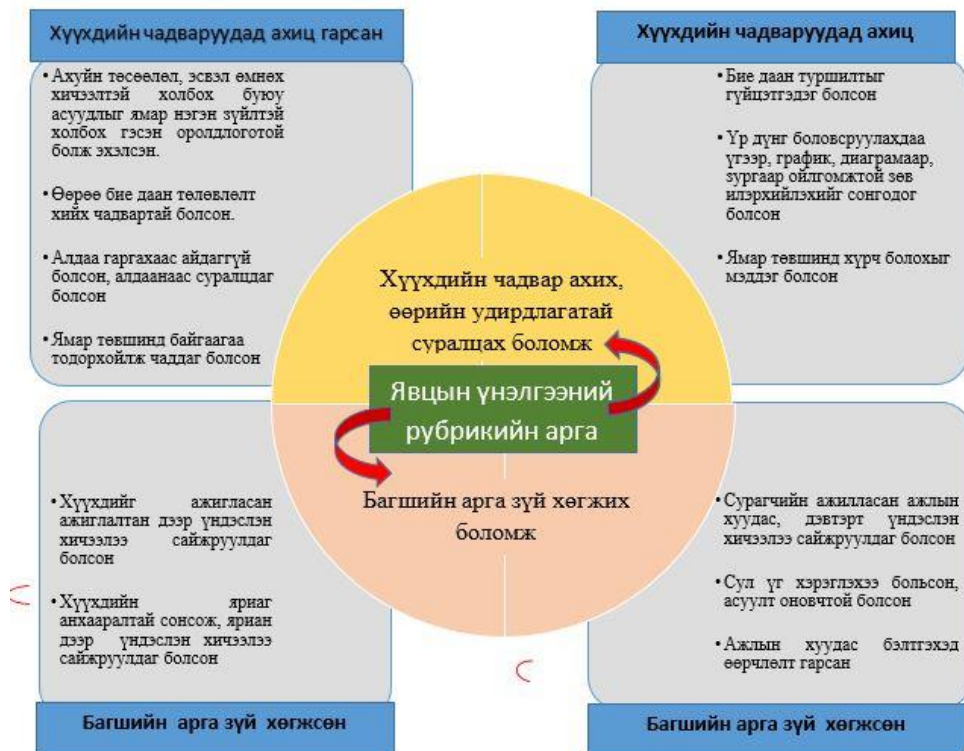 Хүүхдийн чадваруудад ахиц гарсан
• Ахуйн төсөөлөл, эсвэл өмнөх
хичээлтэй холбох буюу
асуудлыг ямар нэгэн зүйлтэй
холбох гэсэн оролдлоготой
болж эхэлсэн.
• Өөрөө бие даан төлөвлөлт
хийх чадвартай болсон.
• Алдаа гаргахаас айдаггүй
болсон, алдаанаас суралцдаг
болсон
• Ямар төвшинд байгаагаа
тодорхойлж чаддаг болсон
Хүүхдийн чадваруудад ахиц
• Бие даан туршилтыг
гүйцэтгэдэг болсон
• Үр дүнг боловсруулахдаа
үгээр, график, диаграмаар,
зургаар ойлгомжтой зөв
илэрхийлэхийг сонгодог
болсон
• Ямар төвшинд хүрч болохыг
мэддэг болсон
Хүүхдийн чадвар ахих,
өөрийн удирдлагатай
суралцах боломж
Явцын үнэлгээний
рубрикийн арга
Багшийн арга зүй хөгжих
боломж
• Хүүхдийг ажигласан
ажиглалтан дээр үндэслэн
хичээлээ сайжруулдаг
болсон
• Хүүхдийн яриаг
анхааралтай сонсож, яриан
дээр үндэслэн хичээлээ
сайжруулдаг болсон
Багшийн арга зүй хөгжсөн
• Сурагчийн ажилласан ажлын
хуудас, дэвтэрт үндэслэн
хичээлээ сайжруулдаг болсон
• Сул үг хэрэглэхээ больсон,
асуулт оновчтой болсон
• Ажлын хуудас бэлтгэхэд
өөрчлөлт гарсан
Багшийн арга зүй хөгжсөн